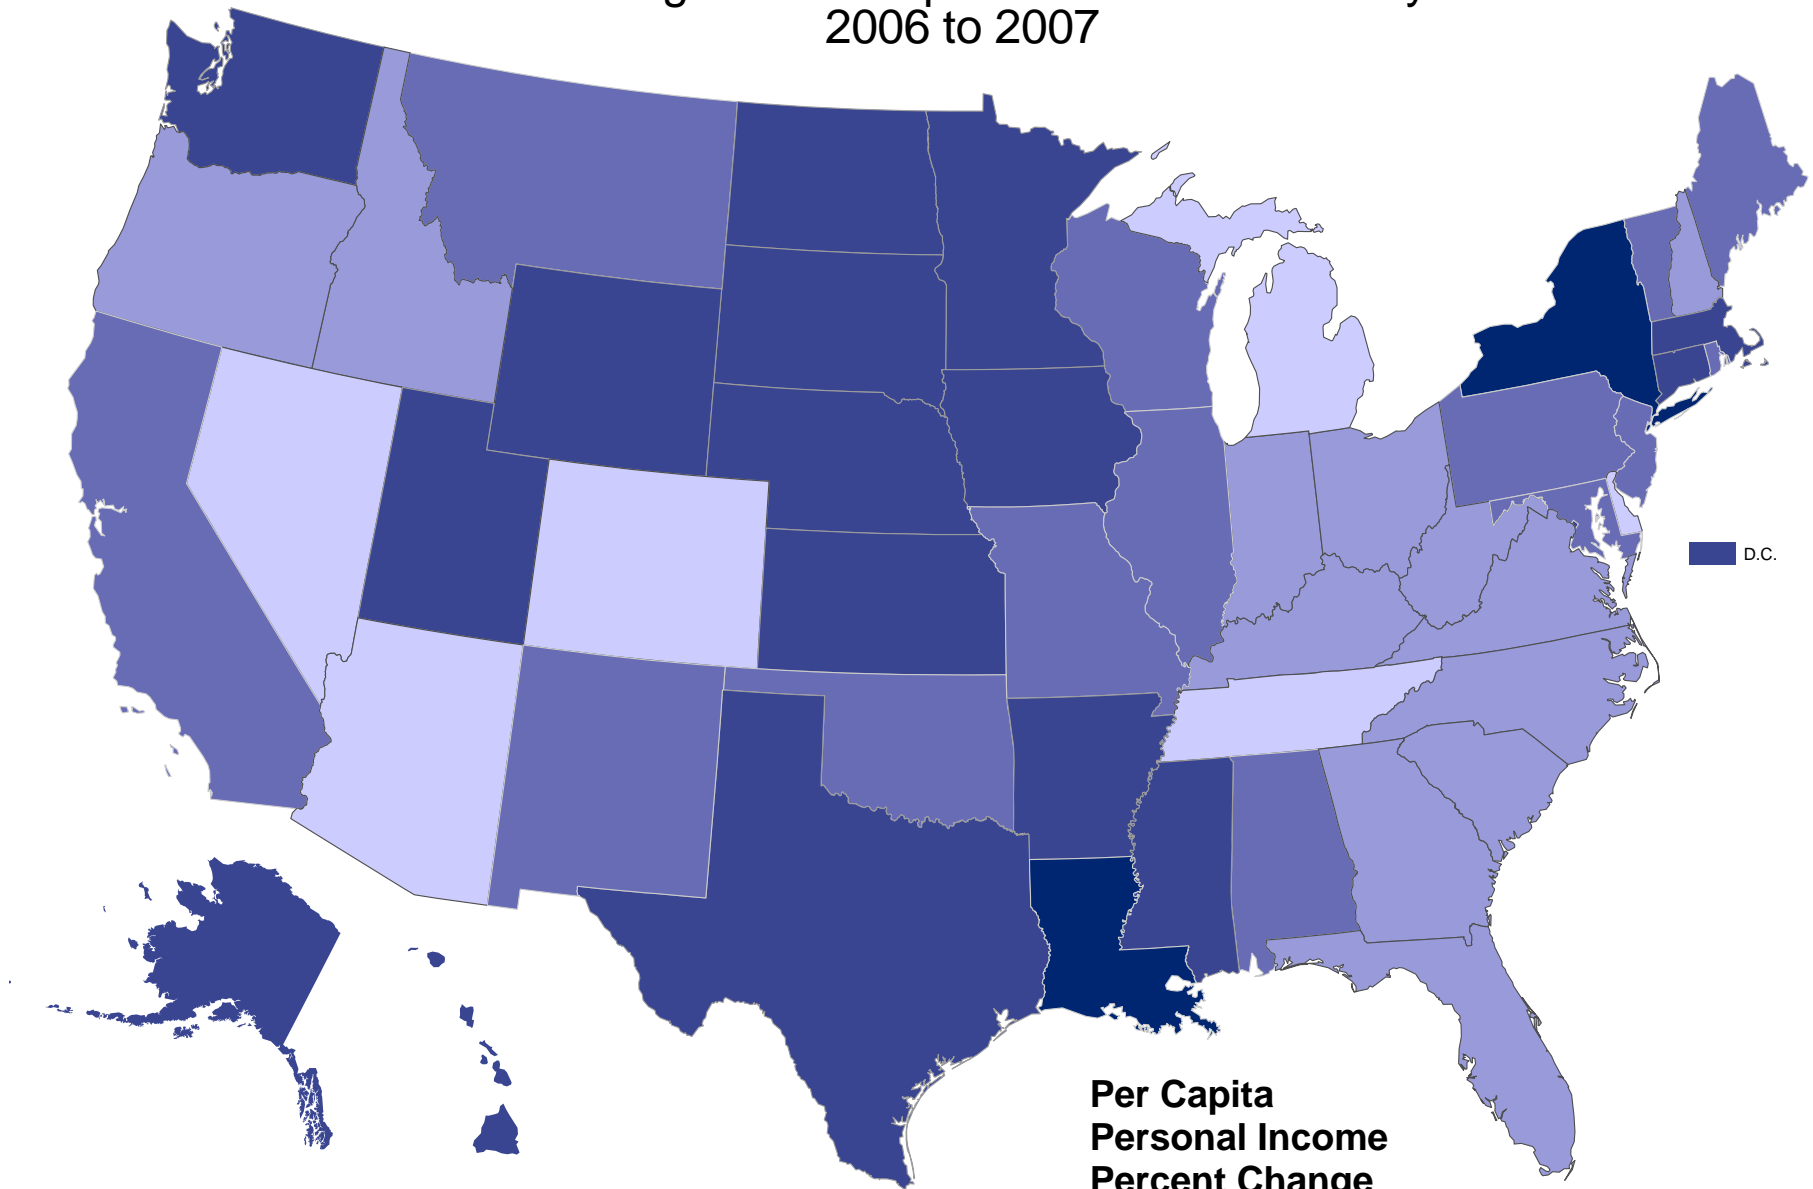 2006 to 2007
D.C.
Per Capita
Personal Income
Percent Change